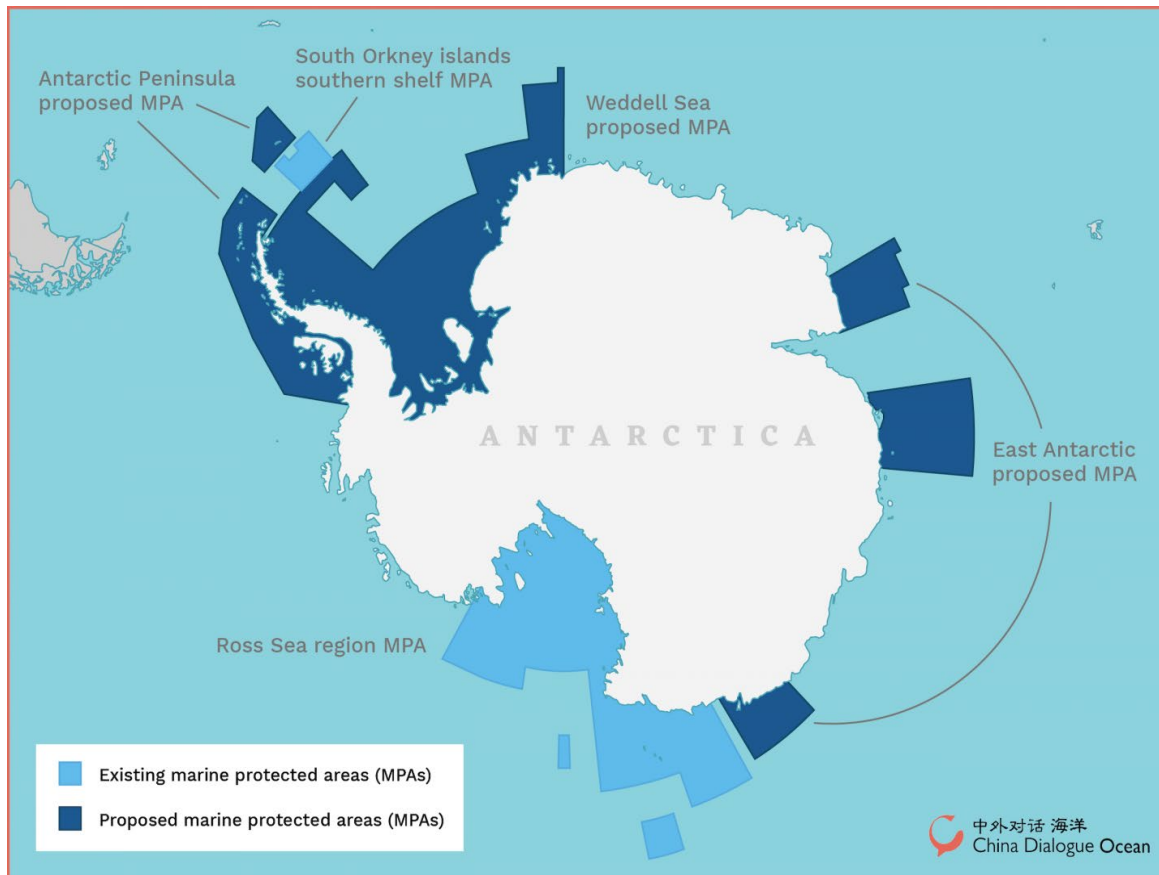 South Orkney islands
southern shelf MPA
Antarctic Peninsula
proposed MPA
Weddell Sea
proposed MPA
ANTARCTICA
East Antarctic
proposed MPA
Ross Sea region MPA
Existing marine protected areas (MPAs)
Proposed marine protected areas (MPAs)
中外对话 海洋
China Dialogue Ocean